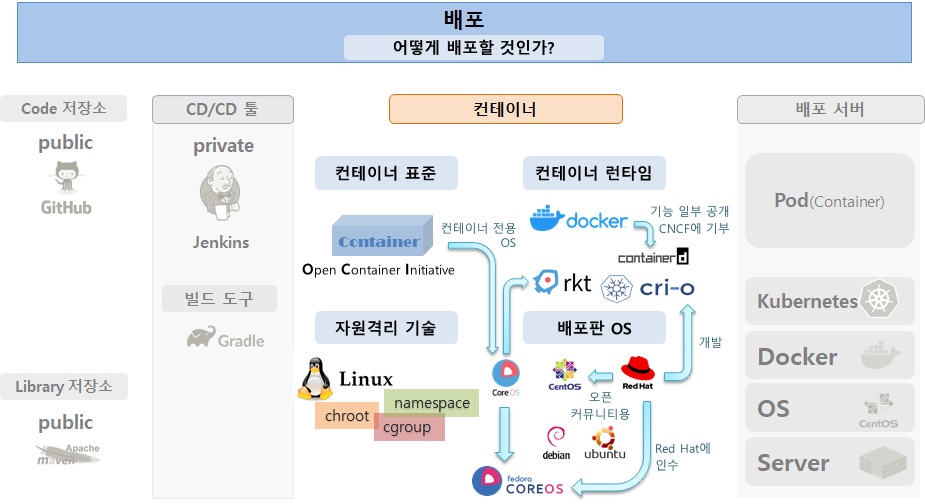 배포
어떻게 배포할 것인가?
Code 저장소
public
GitHub
Library 저장소
public
Apache
maven
CD/CD 툴
private
Jenkins
빌드 도구
Gradle
컨테이너
컨테이너 표준
Container
Open Container Initiative
컨테이너 전용
OS
컨테이너 런타임
docker
기능 일부 공개
CNCF에 기부
container d
rkt
cri-o
자원격리 기술
Linux
namespace
chroot
cgroup
배포판 OS
개발
Core OS
CentOS
Red Hat
오픈
커뮤니티용
debian
ubuntu
Red Hat에
인수
fedora
COREOS
배포 서버
Pod(Container)
Kubernetes
Docker
OS
CentOS
Server